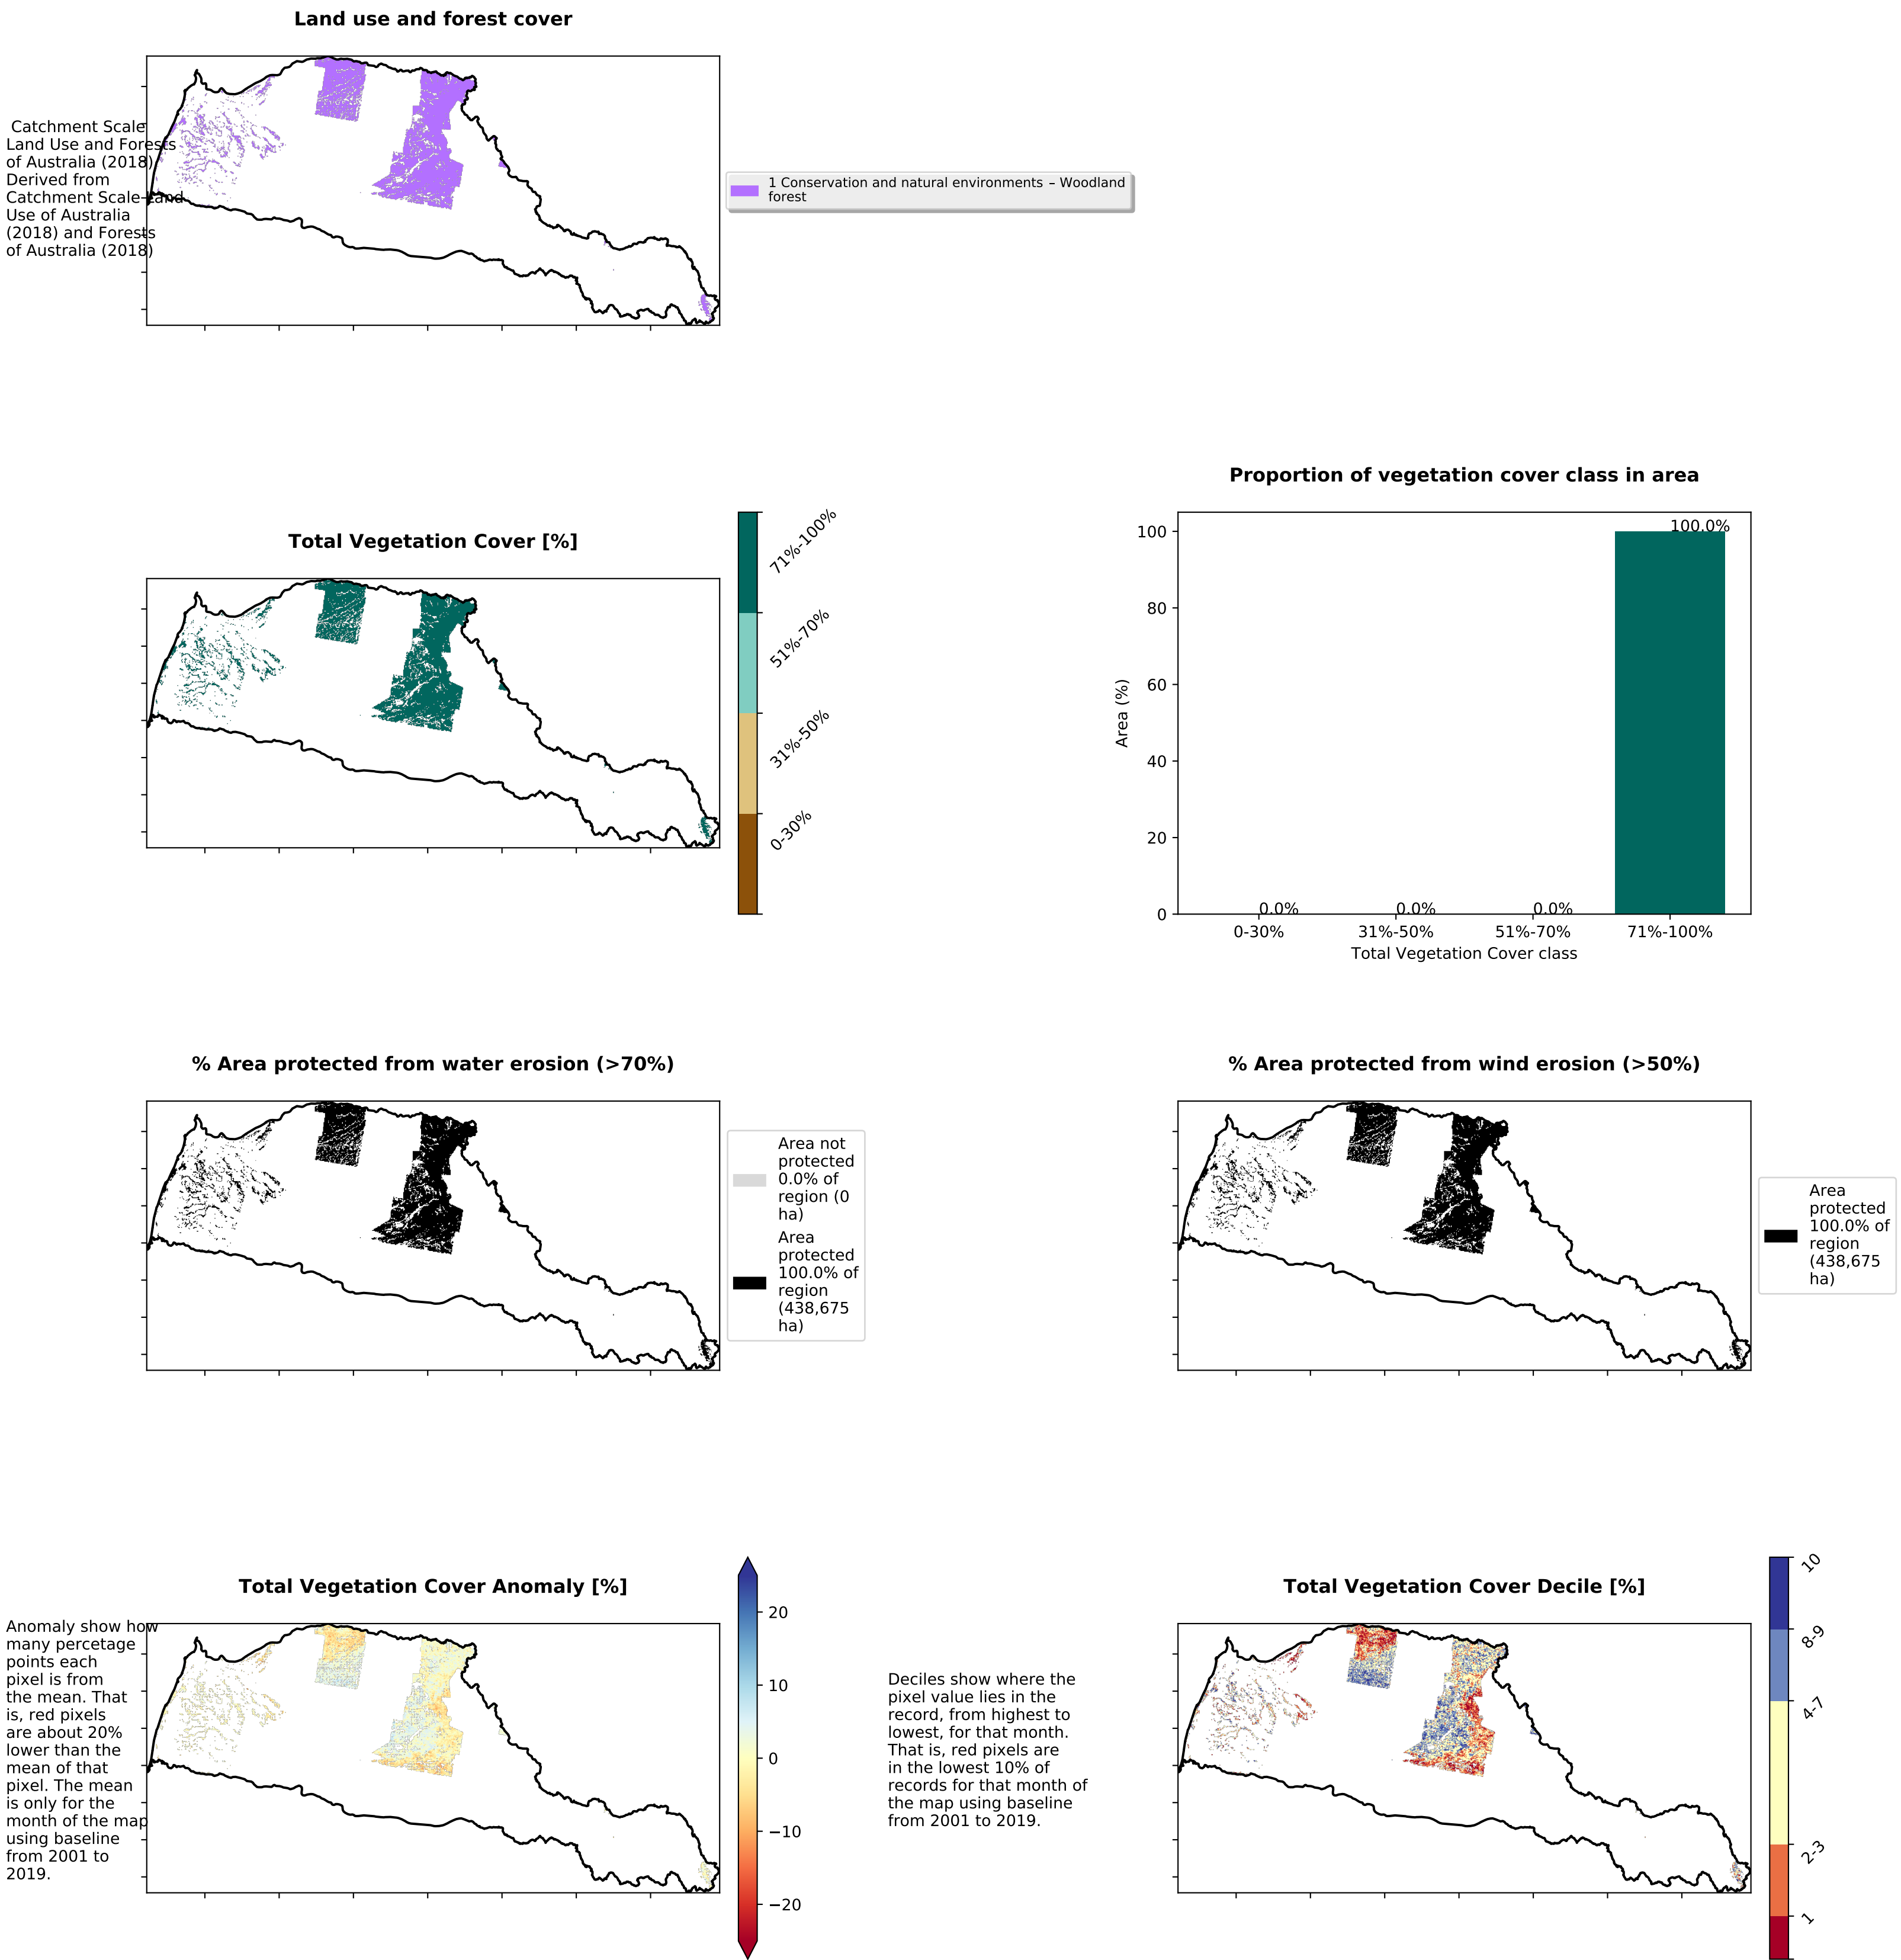 Land use and forest cover
Catchment Scale
Land Use and Forests
of Australia (2018)
Derived from
Catchment Scale Land
Use of Australia
(2018) and Forests
of Australia (2018)
1 Conservation and natural environments – Woodland
forest
Total Vegetation Cover [%]
71%-100%
51%-70%
31%-50%
0-30%
Proportion of vegetation cover class in area
Area (%)
100
80
60
40
20
0
0.0%
0.0%
0.0%
100.0%
0-30%
31%-50%
51%-70%
71%-100%
Total Vegetation Cover class
% Area protected from water erosion (>70%)
Area not
protected
0.0% of
region (0
ha)
Area
protected
100.0% of
region
(438,675
ha)
% Area protected from wind erosion (>50%)
Area
protected
100.0% of
region
(438,675
ha)
Total Vegetation Cover Anomaly [%]
Anomaly show how
many percetage
points each
pixel is from
the mean. That
is, red pixels
are about 20%
lower than the
mean of that
pixel. The mean
is only for the
month of the map
using baseline
from 2001 to
2019.
20
10
0
−10
−20
Deciles show where the
pixel value lies in the
record, from highest to
lowest, for that month.
That is, red pixels are
in the lowest 10% of
records for that month of
the map using baseline
from 2001 to 2019.
Total Vegetation Cover Decile [%]
10
8-9
4-7
2-3
1